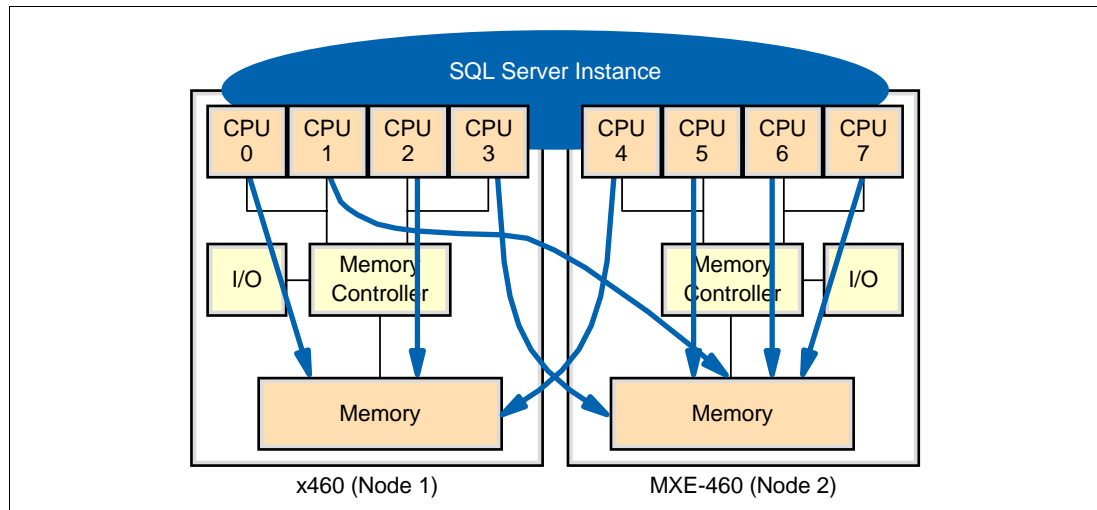 SQL Server Instance
CPU
0
CPU
1
CPU
2
CPU
3
CPU
4
CPU
5
CPU
6
CPU
7
I/O
Memory
Controller
Memory
Controller
I/O
Memory
Memory
x460 (Node 1)
MXE-460 (Node 2)